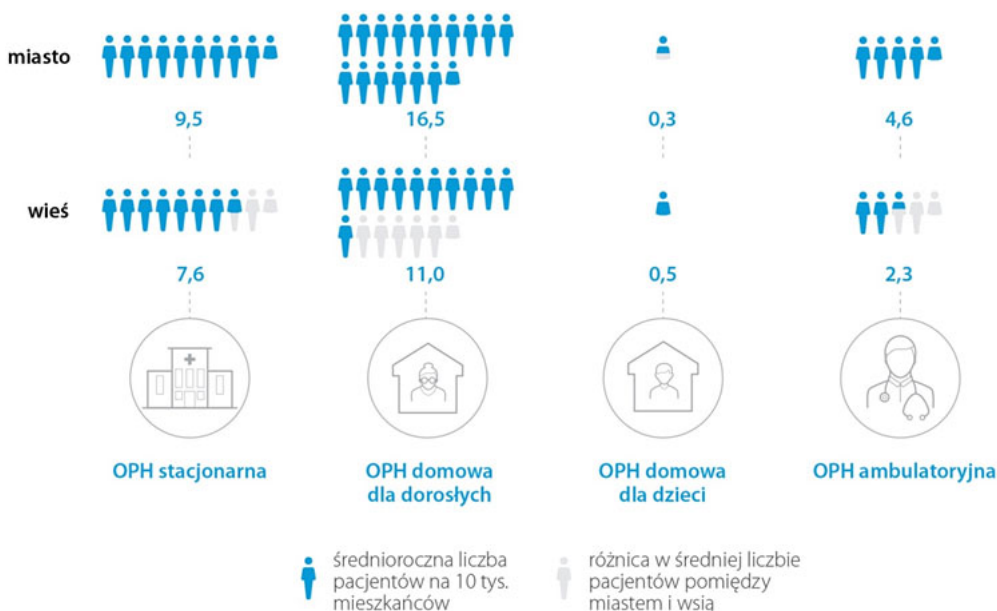 miasto
9,5
16,5
0,3
4,6
wieś
7,6
11,0
0,5
2,3
OPH stacjonarna
OPH domowa
dla dorosłych
OPH domowa
dla dzieci
OPH ambulatoryjna
średnioroczna liczba
pacjentów na 10 tys.
mieszkańców
różnica w średniej liczbie
pacjentów pomiędzy
miastem i wsią